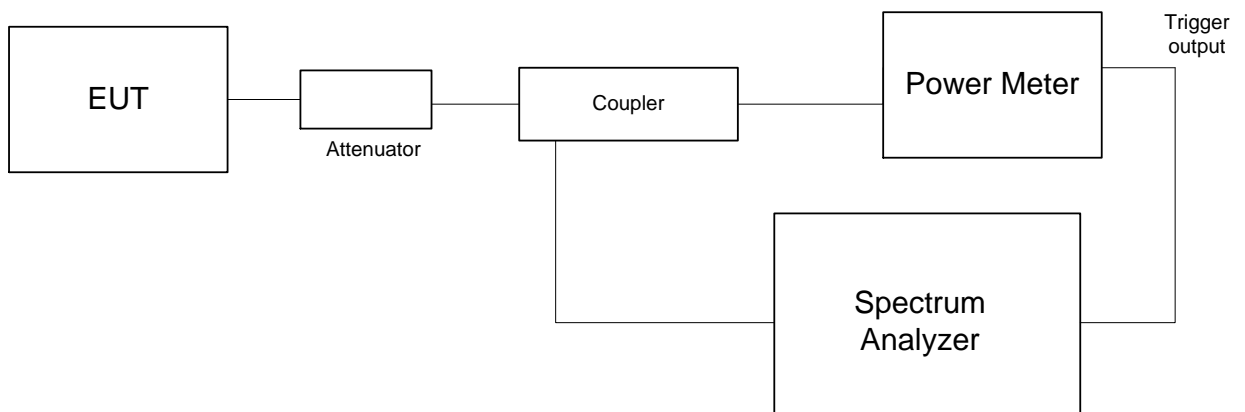 EUT
Attenuator
Coupler
Power Meter
Trigger
output
Spectrum
Analyzer